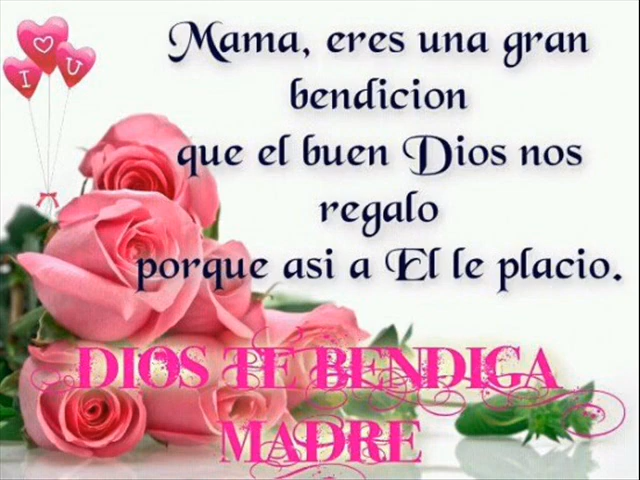 I U
Mama, eres una gran
bendicion
que el buen Dios nos
regalo
porque asi a El le placio.
DIOS TE BENDIGA
MADRE